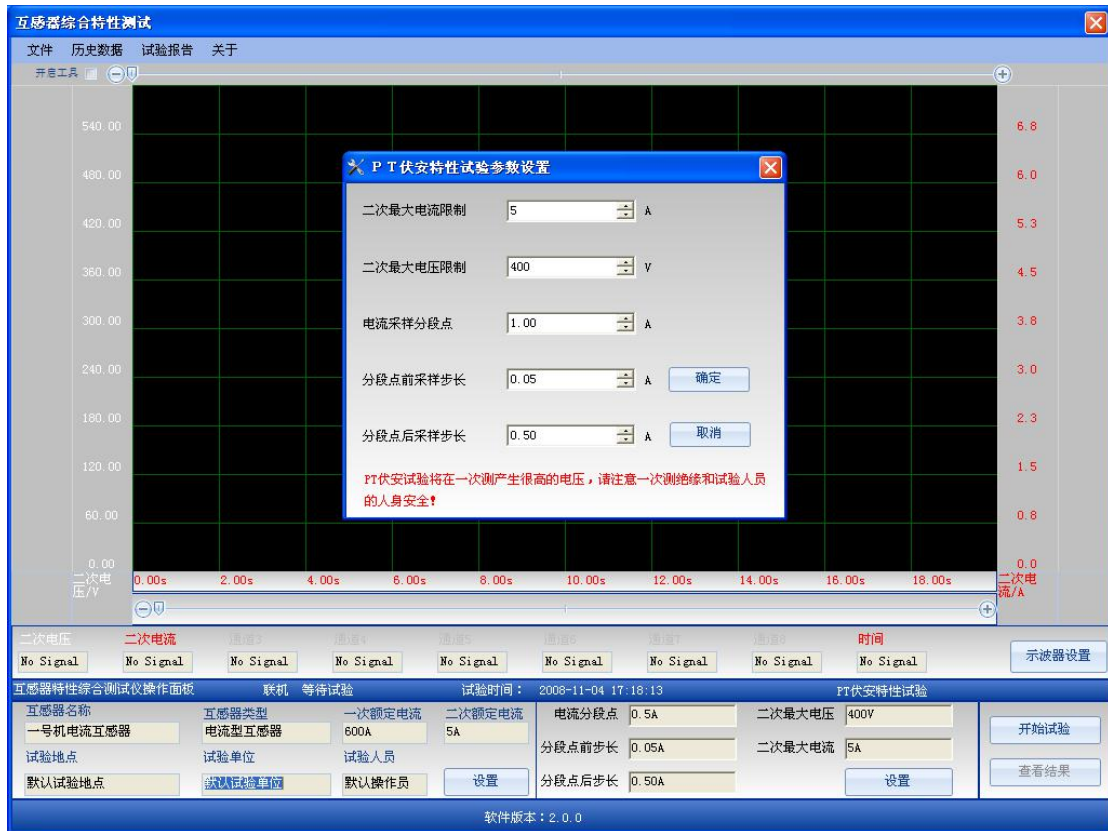 互感器综合特性测试
文件 历史数据 试验报告 关于
开启工具
540.00 6.8
480.00 6.0
420.00 5.3
360.00 4.5
300.00 3.8
240.00 3.0
180.00 2.3
120.00 1.5
60.00 0.8
0.00 0.0
ＰＴ伏安特性试验参数设置
二次最大电流限制 5 A
二次最大电压限制 400 V
电流采样分段点 1.00 A
分段点前采样步长 0.05 A 确定
分段点后采样步长 0.50 A 取消
PT伏安试验将在一次测产生很高的电压，请注意一次测绝缘和试验人员
的人身安全！
二次电
压/V
0.00s 2.00s 4.00s 6.00s 8.00s 10.00s 12.00s 14.00s 16.00s 18.00s
二次电
流/A
二次电压 二次电流 通道3 通道4 通道5 通道6 通道7 通道8 时间
No Signal No Signal No Signal No Signal No Signal No Signal No Signal No Signal No Signal
示波器设置
互感器特性综合测试仪操作面板 联机 等待试验 试验时间： 2008-11-04 17:18:13 PT伏安特性试验
互感器名称 互感器类型 一次额定电流 二次额定电流
一号机电流互感器 电流型互感器 600A 5A
试验地点 试验单位 试验人员
默认试验地点 默认试验单位 默认操作员 设置
电流分段点 0.5A 二次最大电压 400V
分段点前步长 0.05A 二次最大电流 5A
分段点后步长 0.50A 设置
开始试验
查看结果
软件版本：2.0.0